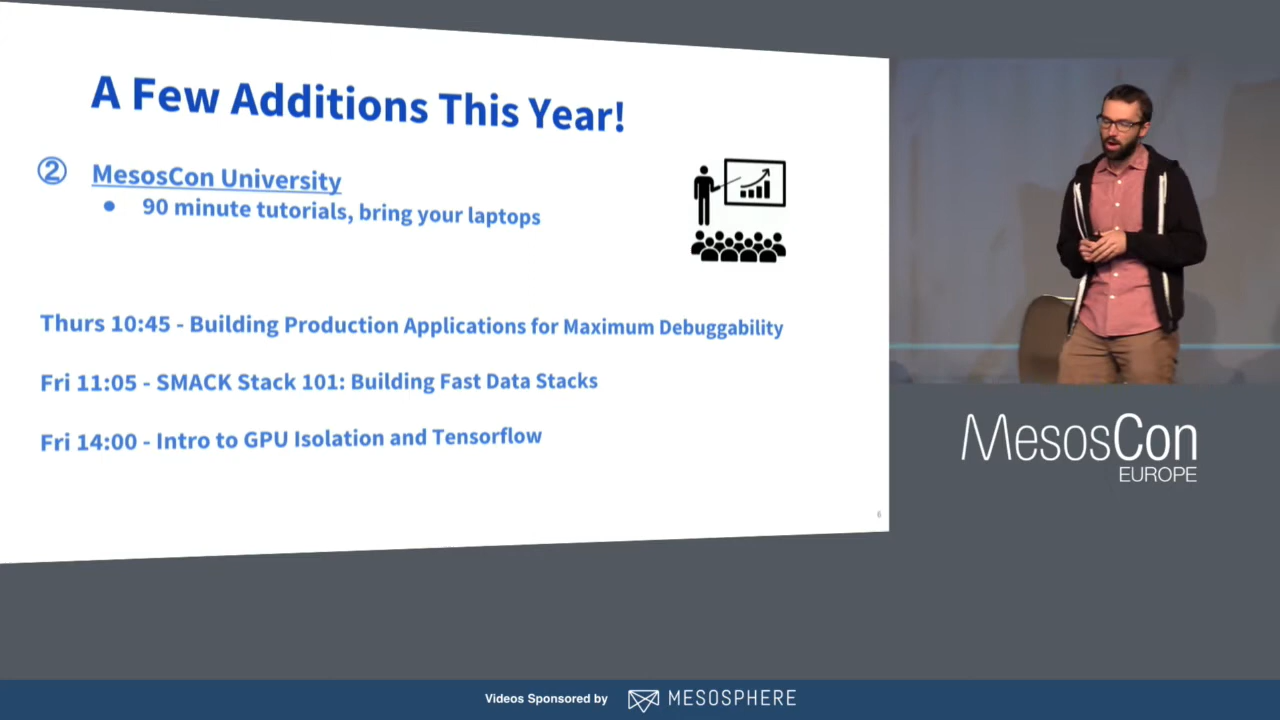 A Few Additions This Year!
② MesosCon University
● 90 minute tutorials, bring your laptops
Thurs 10:45 - Building Production Applications for Maximum Debuggability
Fri 11:05 - SMACK Stack 101: Building Fast Data Stacks
Fri 14:00 - Intro to GPU Isolation and Tensorflow
6
MesosCon
EUROPE
Videos Sponsored by MESOSPHERE